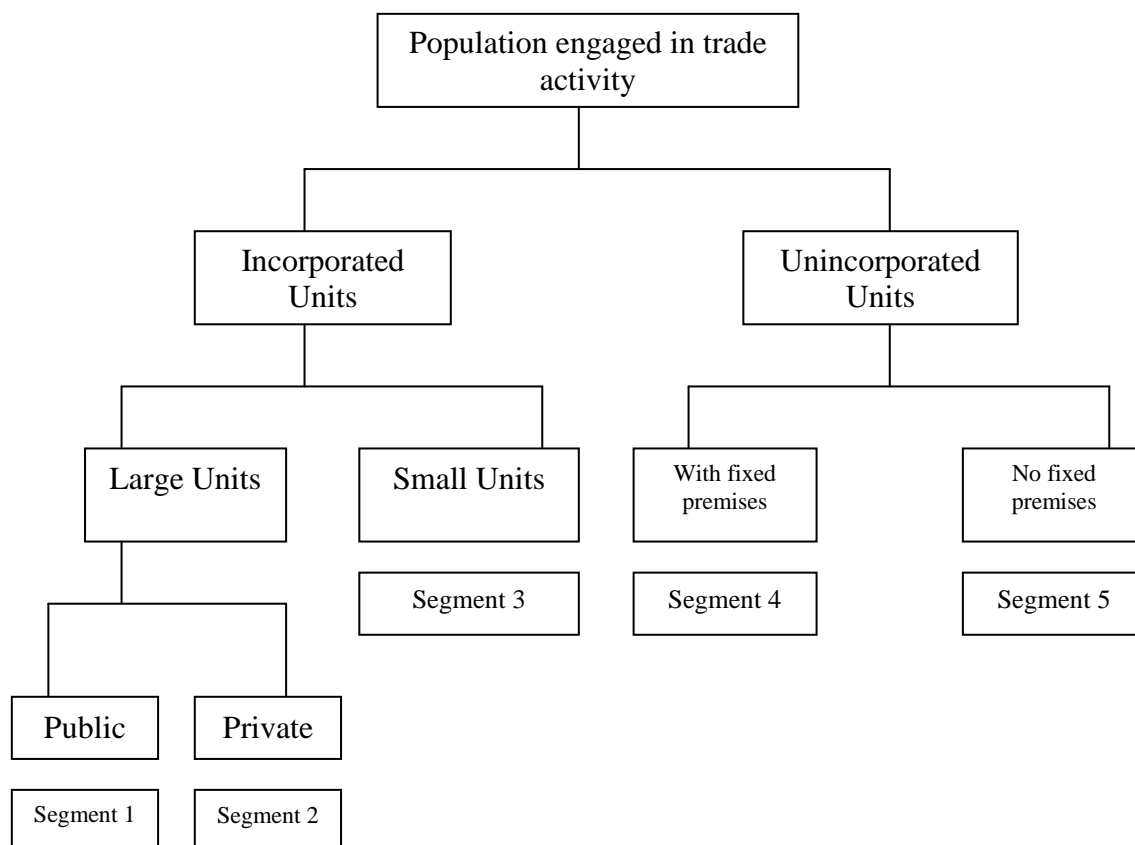 Population engaged in trade
activity
Incorporated
Units
Unincorporated
Units
Large Units
Small Units
With fixed
premises
No fixed
premises
Segment 3
Segment 4
Segment 5
Public
Private
Segment 1
Segment 2